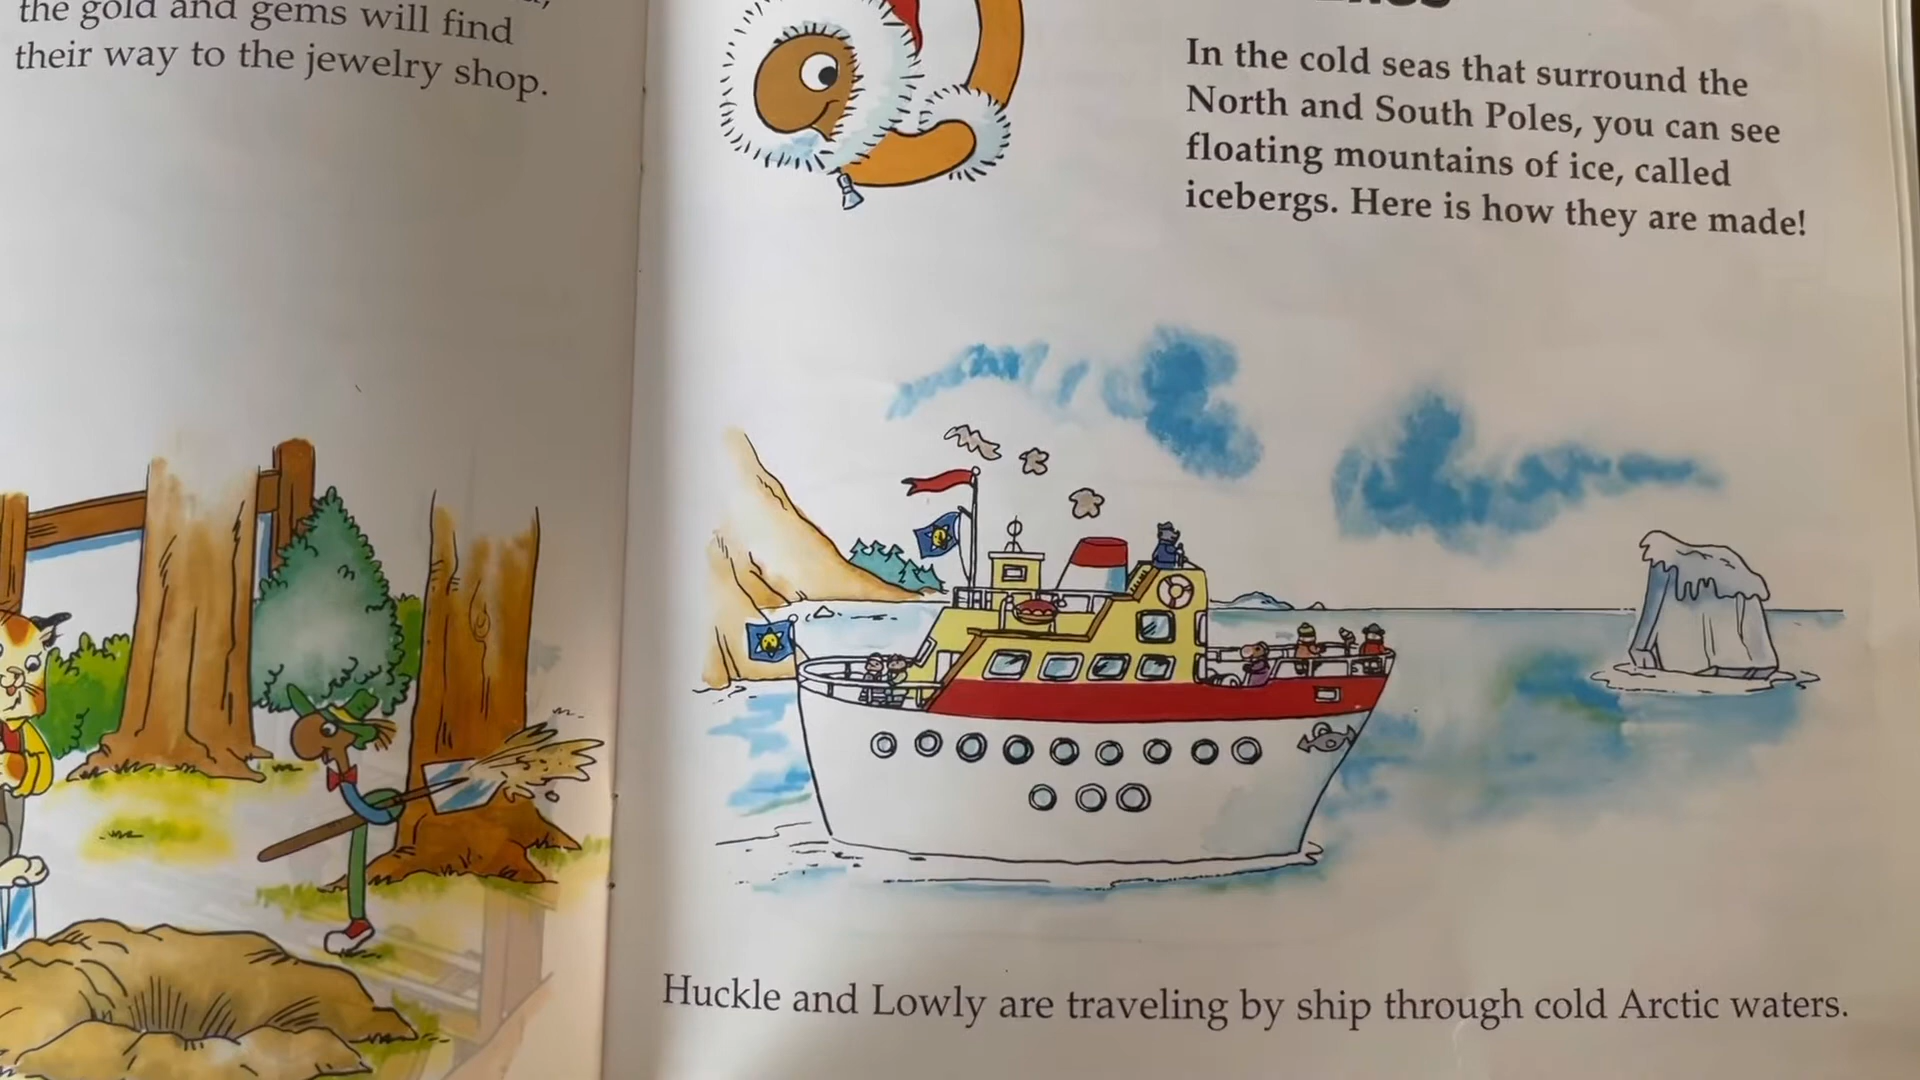 the gold and gems will find
their way to the jewelry shop.
In the cold seas that surround the
North and South Poles, you can see
floating mountains of ice, called
icebergs. Here is how they are made!
Huckle and Lowly are traveling by ship through cold Arctic waters.